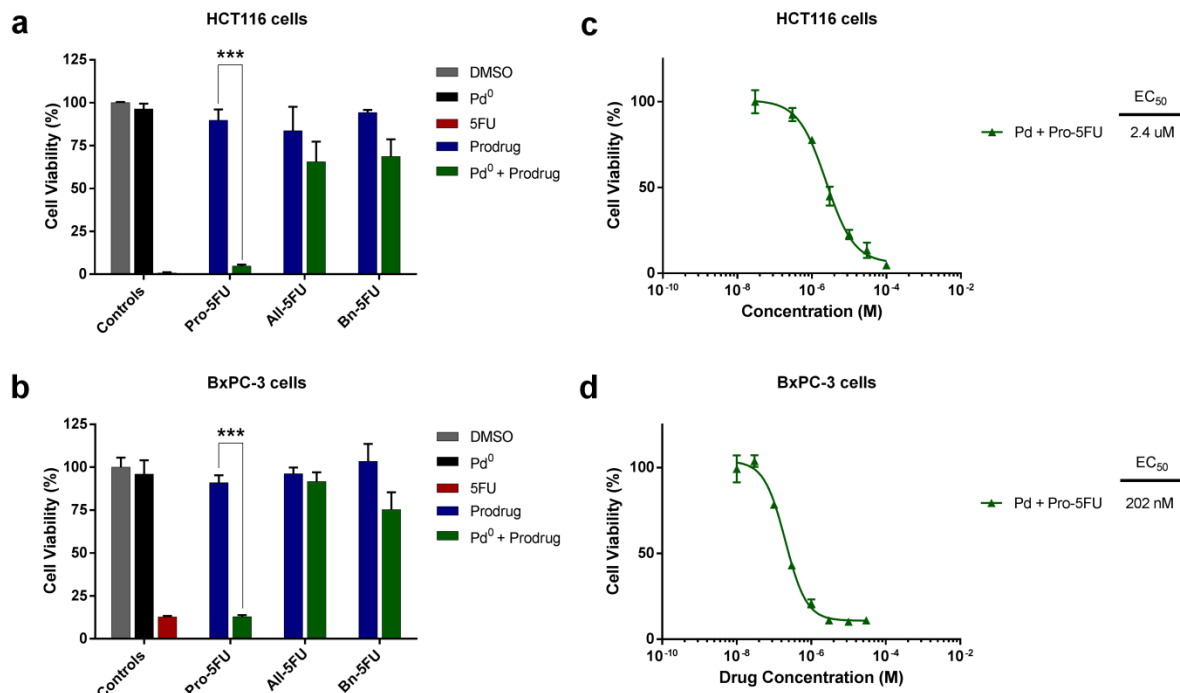 a
HCT116 cells
***
Cell Viability (%)
125
100
75
50
25
0
Controls
Pro-5FU
All-5FU
Bn-5FU
DMSO
Pd⁰
5FU
Prodrug
Pd⁰ + Prodrug
c
HCT116 cells
Cell Viability (%)
100
50
0
10⁻¹⁰
10⁻⁸
10⁻⁶
10⁻⁴
10⁻²
Concentration (M)
EC₅₀
Pd + Pro-5FU 2.4 uM
b
BxPC-3 cells
***
Cell Viability (%)
125
100
75
50
25
0
Controls
Pro-5FU
All-5FU
Bn-5FU
DMSO
Pd⁰
5FU
Prodrug
Pd⁰ + Prodrug
d
BxPC-3 cells
Cell Viability (%)
100
50
0
10⁻¹⁰
10⁻⁸
10⁻⁶
10⁻⁴
10⁻²
Drug Concentration (M)
EC₅₀
Pd + Pro-5FU 202 nM